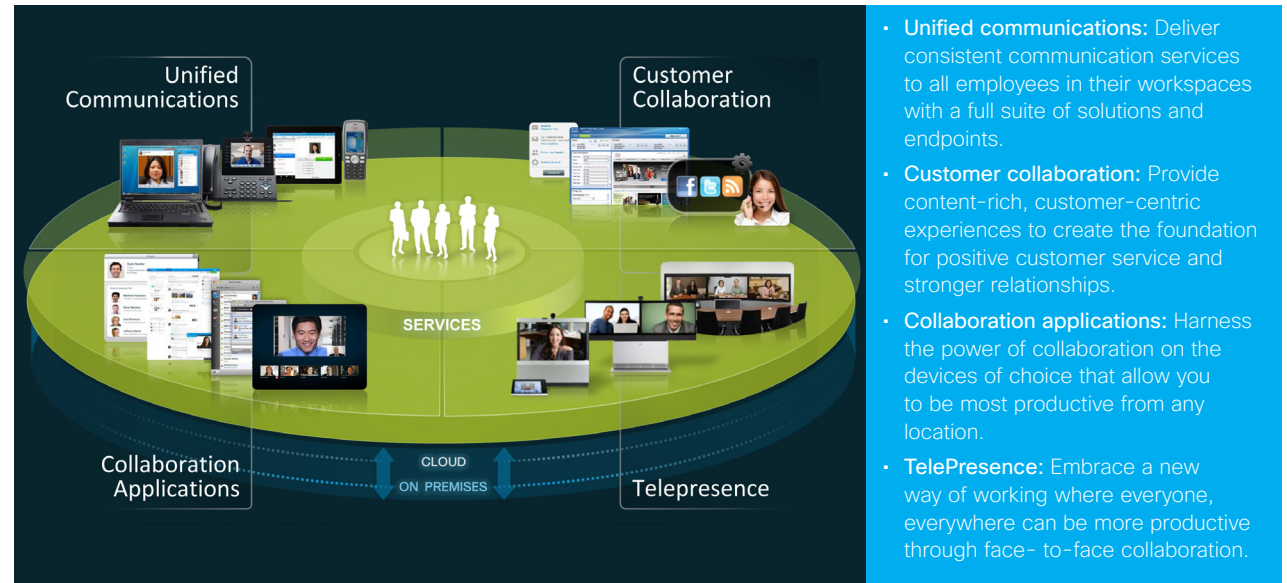 Unified
Communications
Customer
Collaboration
SERVICES
Collaboration
Applications
CLOUD
ON PREMISES
Telepresence
· Unified communications: Deliver
consistent communication services
to all employees in their workspaces
with a full suite of solutions and
endpoints.
· Customer collaboration: Provide
content-rich, customer-centric
experiences to create the foundation
for positive customer service and
stronger relationships.
· Collaboration applications: Harness
the power of collaboration on the
devices of choice that allow you
to be most productive from any
location.
· TelePresence: Embrace a new
way of working where everyone,
everywhere can be more productive
through face- to-face collaboration.